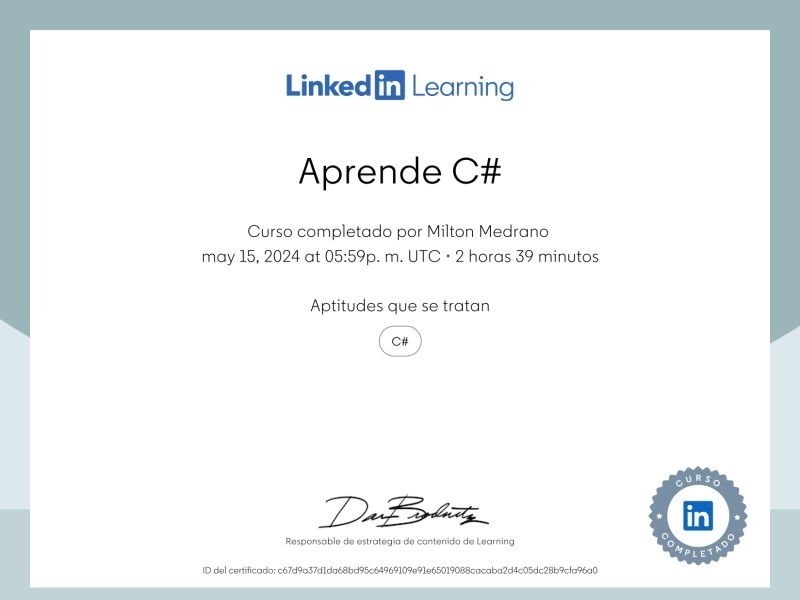 Linked in Learning
Aprende C#
Curso completado por Milton Medrano
may 15, 2024 at 05:59p. m. UTC • 2 horas 39 minutos
Aptitudes que se tratan
C#
Responsable de estrategia de contenido de Learning
CURSO
in
COMPLETADO
ID del certificado: c67d9a37d1da68bd95c64969109e91e65019088cacaba2d4c05dc28b9cfa96a0